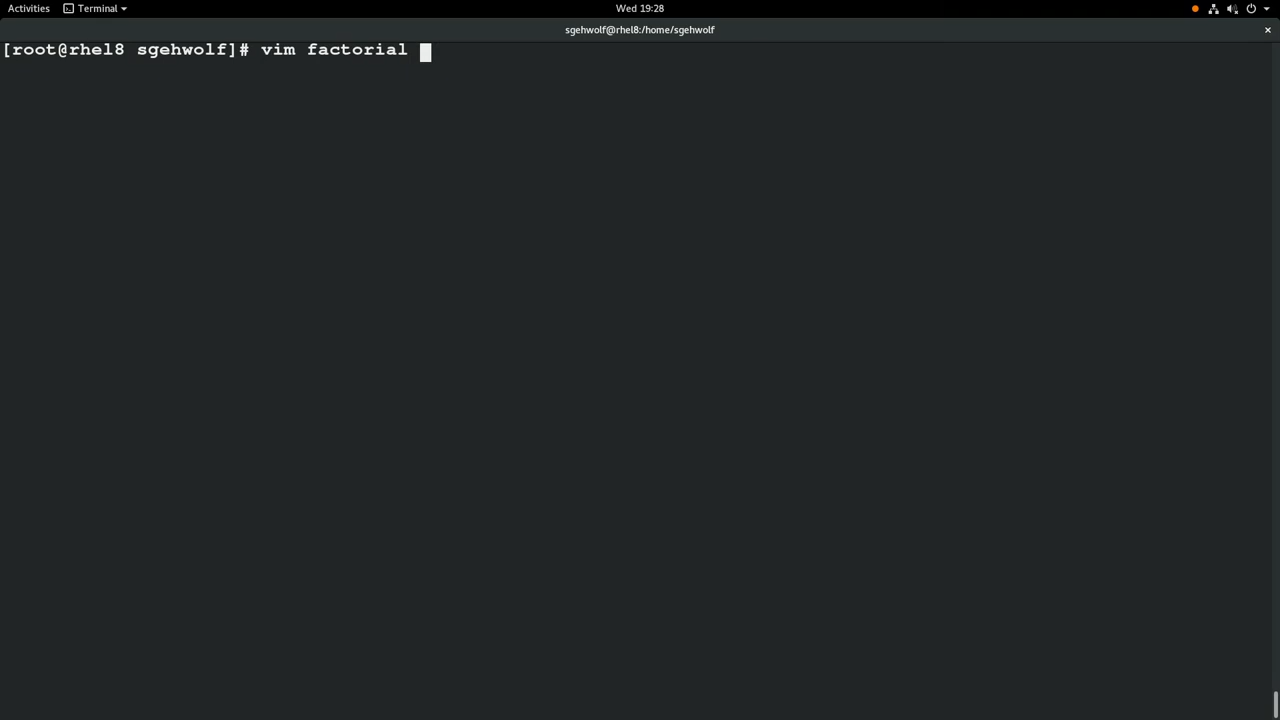 Activities Terminal Wed 19:28
sgehwolf@rhel8:/home/sgehwolf
[root@rhel8 sgehwolf]# vim factorial